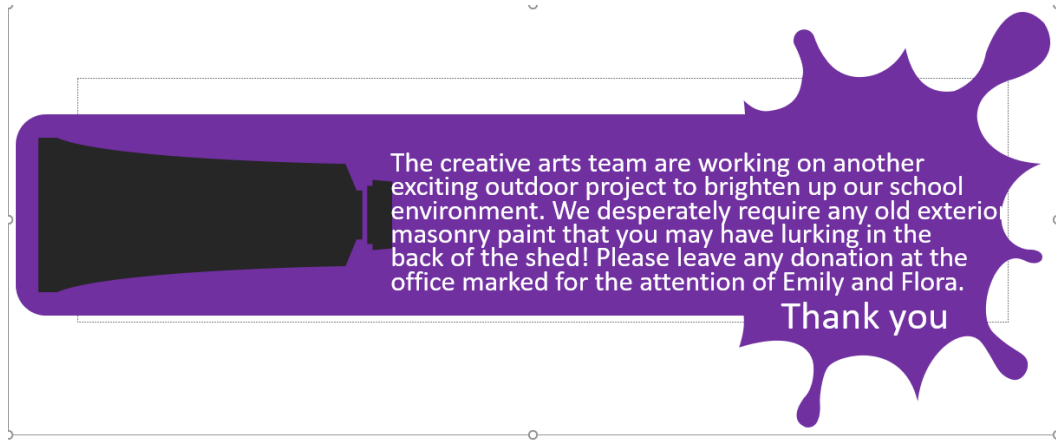 The creative arts team are working on another
exciting outdoor project to brighten up our school
environment. We desperately require any old exterior
masonry paint that you may have lurking in the
back of the shed! Please leave any donation at the
office marked for the attention of Emily and Flora.
Thank you